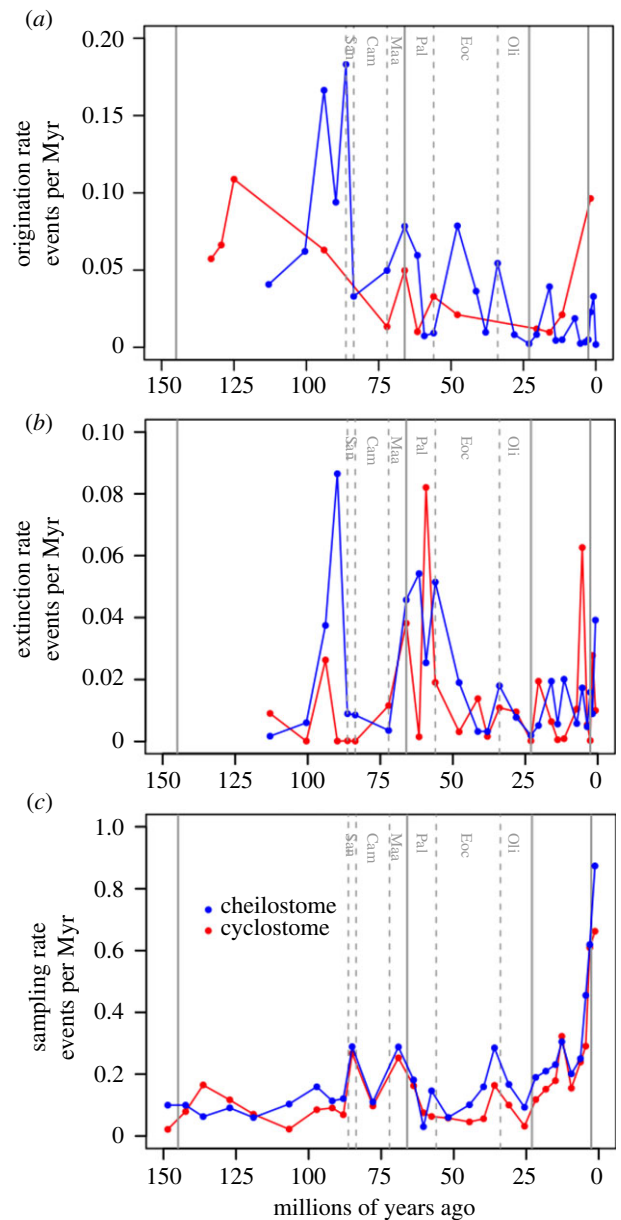 (a)
origination rate
events per Myr
0.20
0.15
0.10
0.05
0
San
Cam
Maa
Pal
Eoc
Oli
150
125
100
75
50
25
0
(b)
extinction rate
events per Myr
0.10
0.08
0.06
0.04
0.02
0
San
Cam
Maa
Pal
Eoc
Oli
150
125
100
75
50
25
0
(c)
sampling rate
events per Myr
1.0
0.8
0.6
0.4
0.2
0
San
Cam
Maa
Pal
Eoc
Oli
cheilostome
cyclostome
150
125
100
75
50
25
0
millions of years ago